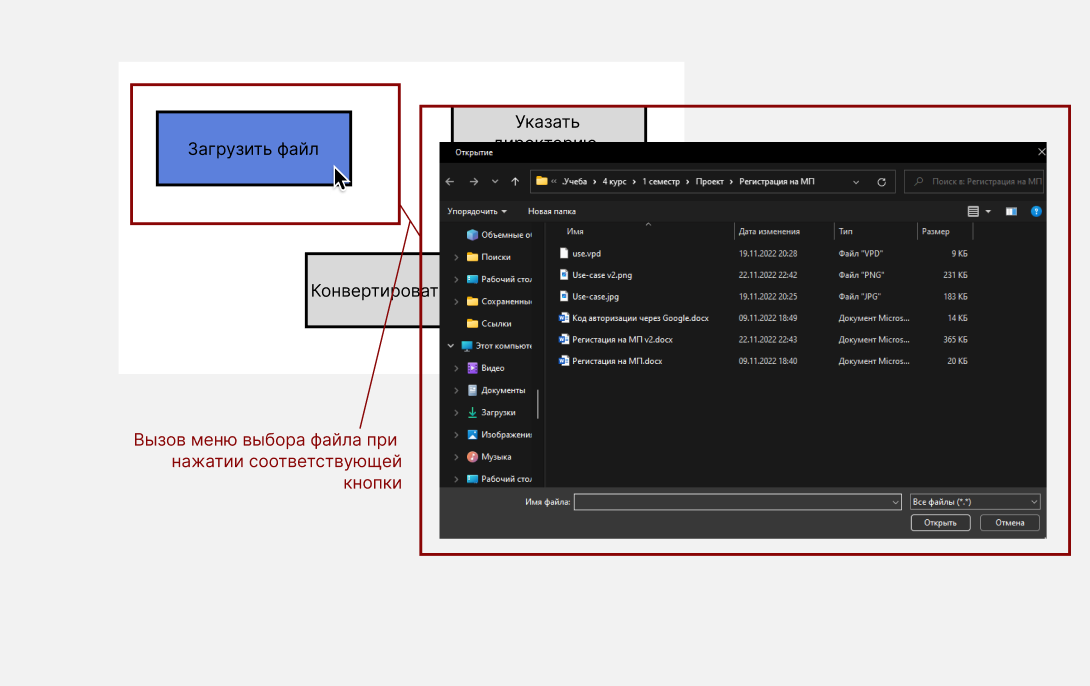 Загрузить файл
Указать
директорию
Конвертироват
Вызов меню выбора файла при
нажатии соответствующей
кнопки
Открытие
« .Учеба › 4 курс › 1 семестр › Проект › Регистрация на МП
Поиск в: Регистрация на МП
Упорядочить
Новая папка
Объемные о
Поиски
Рабочий стол
Сохраненные
Ссылки
Этот компьюте
Видео
Документы
Загрузки
Изображени
Музыка
Рабочий стол
Имя Дата изменения Тип Размер
use.vpd 19.11.2022 20:28 Файл "VPD" 9 КБ
Use-case v2.png 22.11.2022 22:42 Файл "PNG" 231 КБ
Use-case.jpg 19.11.2022 20:25 Файл "JPG" 183 КБ
Код авторизации через Google.docx 09.11.2022 18:49 Документ Micros... 14 КБ
Регистация на МП v2.docx 22.11.2022 22:43 Документ Micros... 365 КБ
Регистация на МП.docx 09.11.2022 18:40 Документ Micros... 20 КБ
Имя файла:
Все файлы (*.*)
Открыть
Отмена